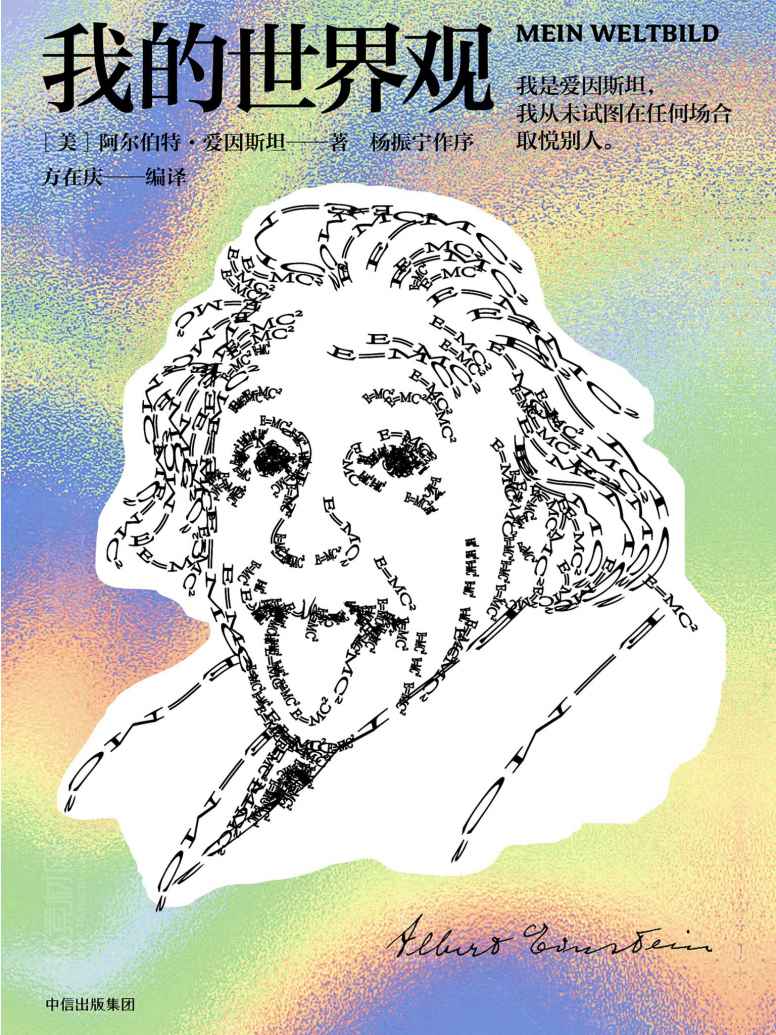 我的世界观
MEIN WELTBILD
我是爱因斯坦，
我从未试图在任何场合
取悦别人。
［美］阿尔伯特·爱因斯坦——著 杨振宁作序
方在庆——编译
E=MC²
Albert Einstein
中信出版集团